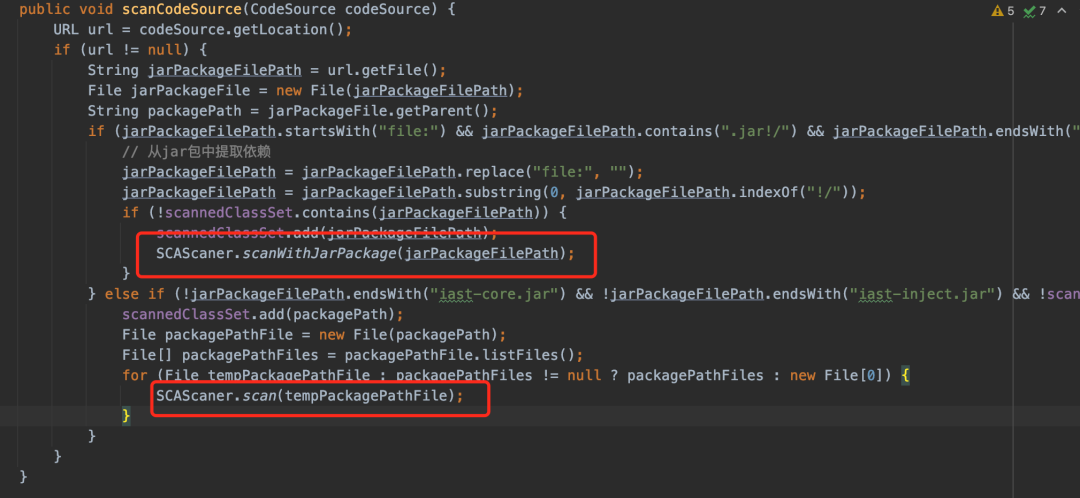 public void scanCodeSource(CodeSource codeSource) {
5 7
URL url = codeSource.getLocation();
if (url != null) {
String jarPackageFilePath = url.getFile();
File jarPackageFile = new File(jarPackageFilePath);
String packagePath = jarPackageFile.getParent();
if (jarPackageFilePath.startsWith("file:") && jarPackageFilePath.contains(".jar!/") && jarPackageFilePath.endsWith("
// 从jar包中提取依赖
jarPackageFilePath = jarPackageFilePath.replace("file:", "");
jarPackageFilePath = jarPackageFilePath.substring(0, jarPackageFilePath.indexOf("!/"));
if (!scannedClassSet.contains(jarPackageFilePath)) {
scannedClassSet.add(jarPackageFilePath);
SCAScaner.scanWithJarPackage(jarPackageFilePath);
}
} else if (!jarPackageFilePath.endsWith("iast-core.jar") && !jarPackageFilePath.endsWith("iast-inject.jar") && !scan
scannedClassSet.add(packagePath);
File packagePathFile = new File(packagePath);
File[] packagePathFiles = packagePathFile.listFiles();
for (File tempPackagePathFile : packagePathFiles != null ? packagePathFiles : new File[0]) {
SCAScaner.scan(tempPackagePathFile);
}
}
}
}